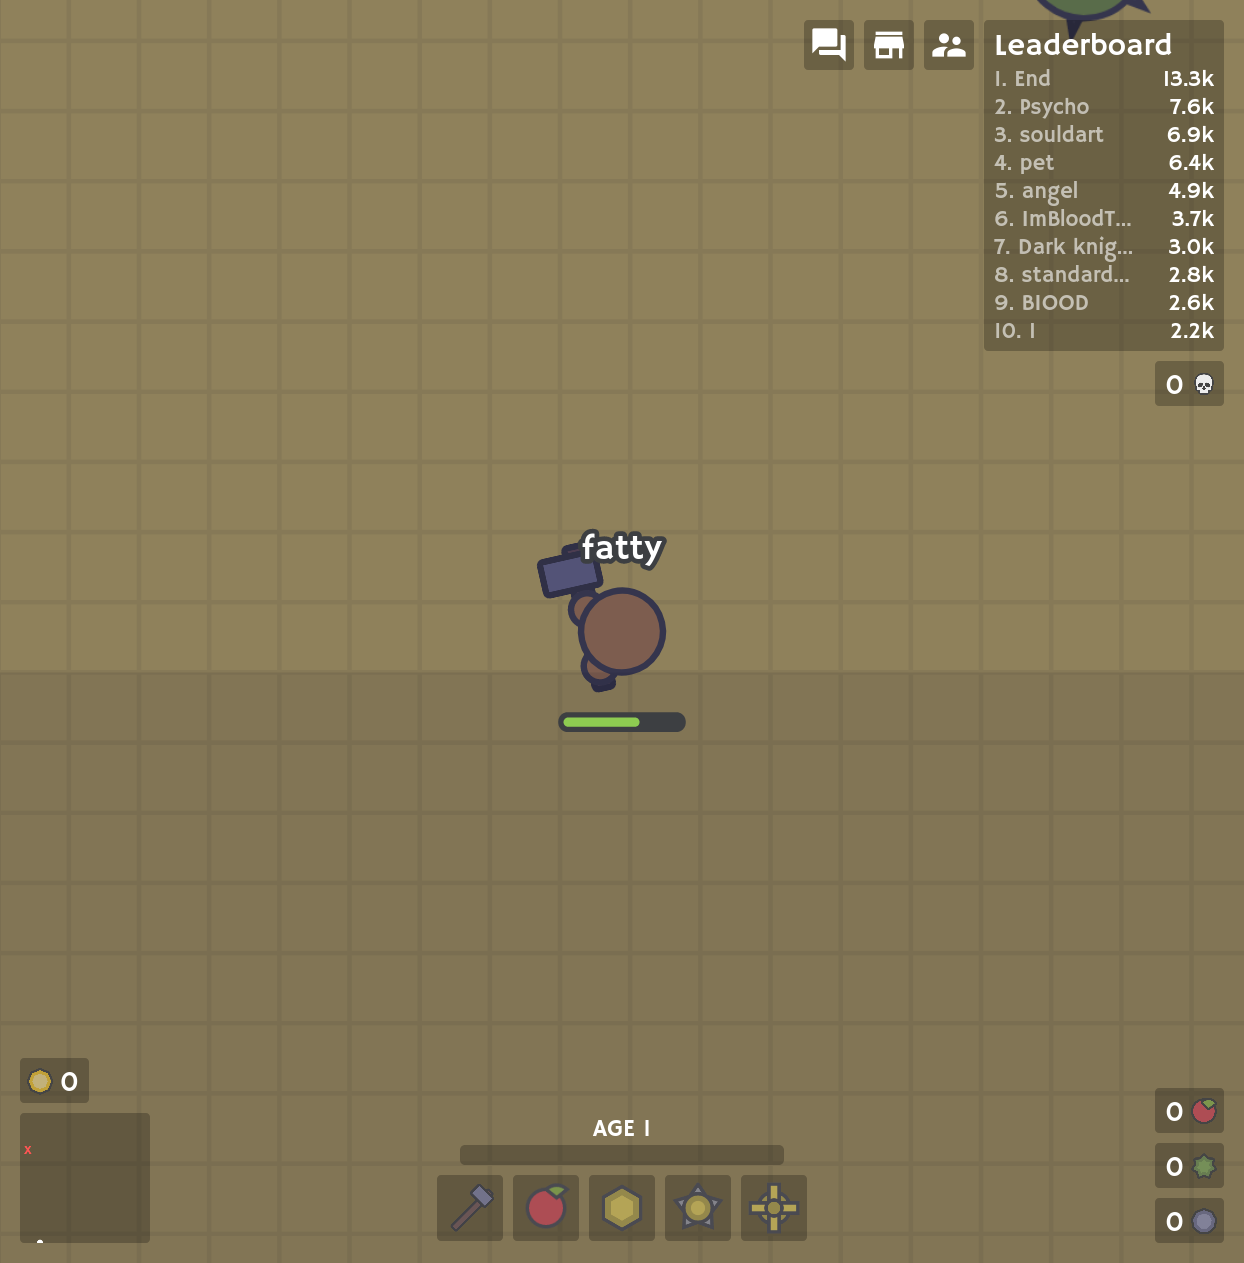 Leaderboard
1. End 13.3k
2. Psycho 7.6k
3. souldart 6.9k
4. pet 6.4k
5. angel 4.9k
6. ImBloodT... 3.7k
7. Dark knig... 3.0k
8. standard... 2.8k
9. BIOOD 2.6k
10. I 2.2k
0
fatty
0
x
AGE 1
0
0
0